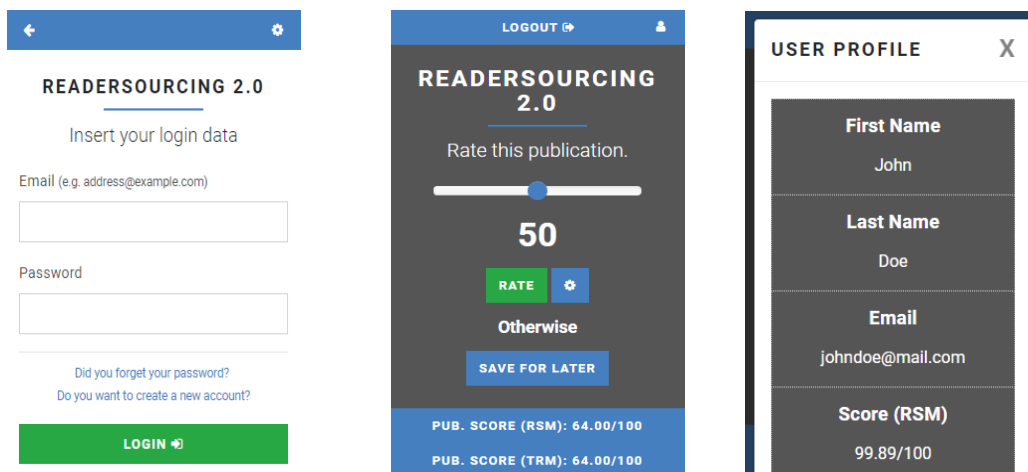 READERSOURCING 2.0
Insert your login data
Email (e.g. address@example.com)
Password
Did you forget your password?
Do you want to create a new account?
LOGIN
LOGOUT
READERSOURCING
2.0
Rate this publication.
50
RATE
Otherwise
SAVE FOR LATER
PUB. SCORE (RSM): 64.00/100
PUB. SCORE (TRM): 64.00/100
USER PROFILE X
First Name
John
Last Name
Doe
Email
johndoe@mail.com
Score (RSM)
99.89/100